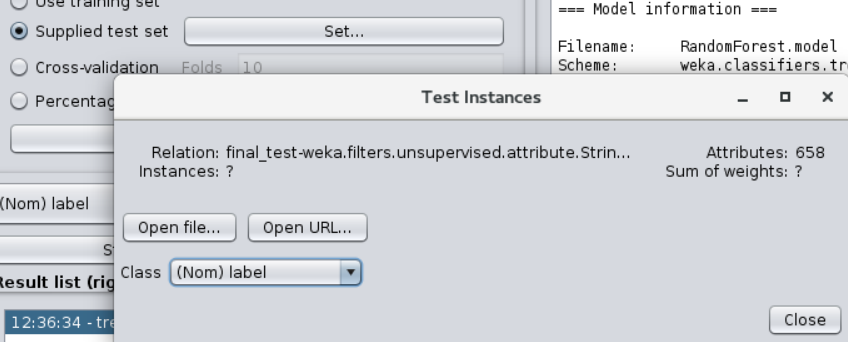 Use training set
=== Model information ===
Supplied test set
Set...
Filename: RandomForest.model
Cross-validation Folds 10
Scheme: weka.classifiers.tr
Percentag
Test Instances
Relation: final_test-weka.filters.unsupervised.attribute.Strin...
Attributes: 658
Instances: ?
Sum of weights: ?
(Nom) label
Open file...
Open URL...
S
Class (Nom) label
Result list (rig
12:36:34 - tre
Close